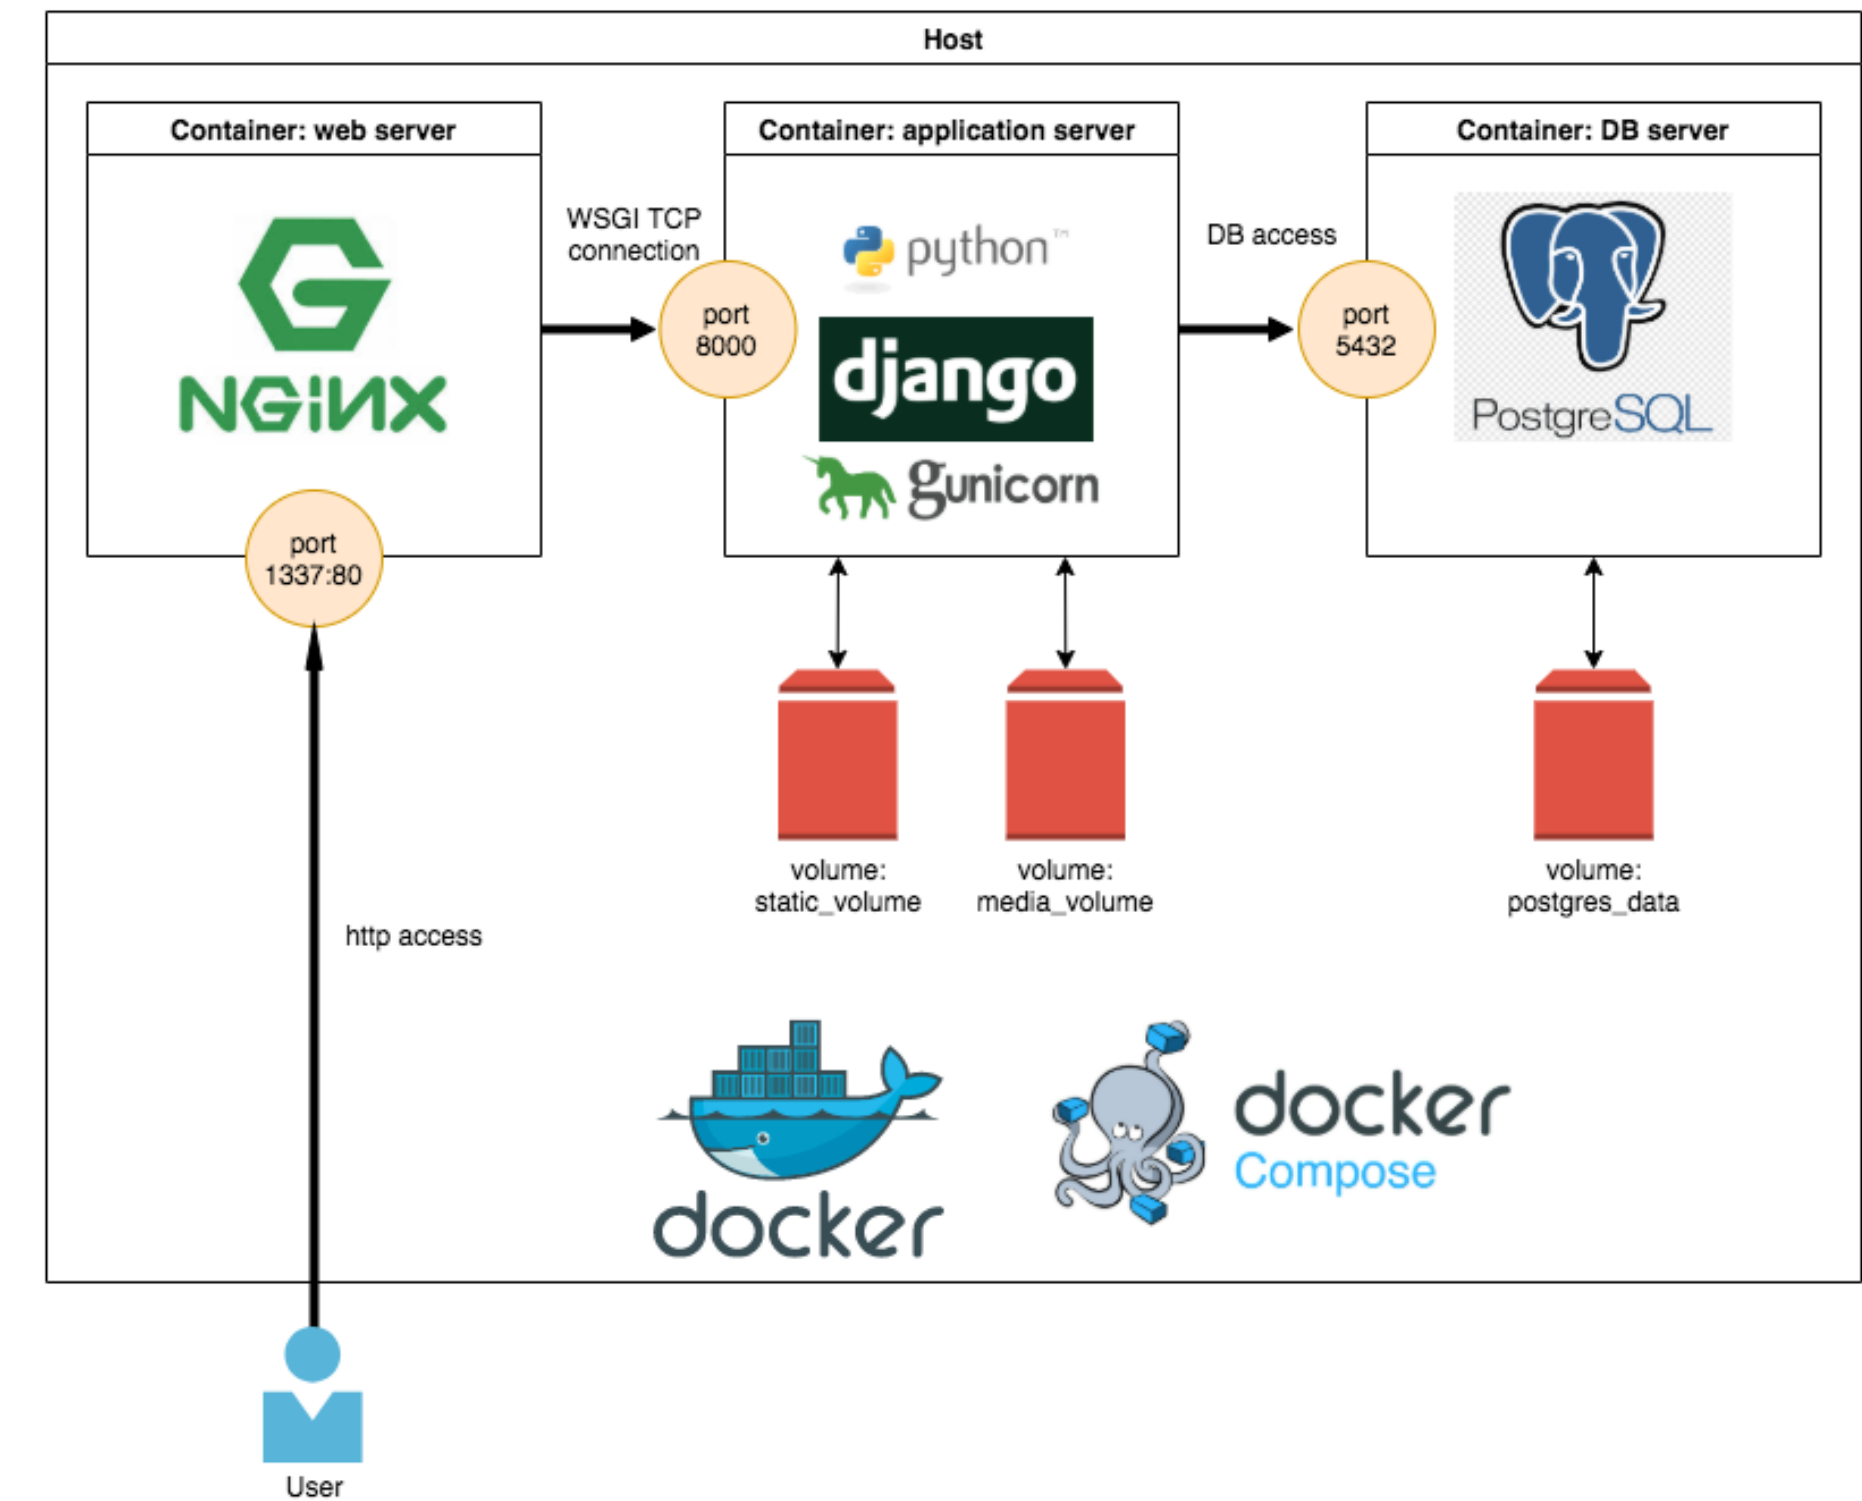 Host
Container: web server
NGiNX
port
1337:80
WSGI TCP
connection
port
8000
Container: application server
python™
django
gunicorn
DB access
port
5432
Container: DB server
PostgreSQL
volume:
static_volume
volume:
media_volume
volume:
postgres_data
http access
docker
docker
Compose
User